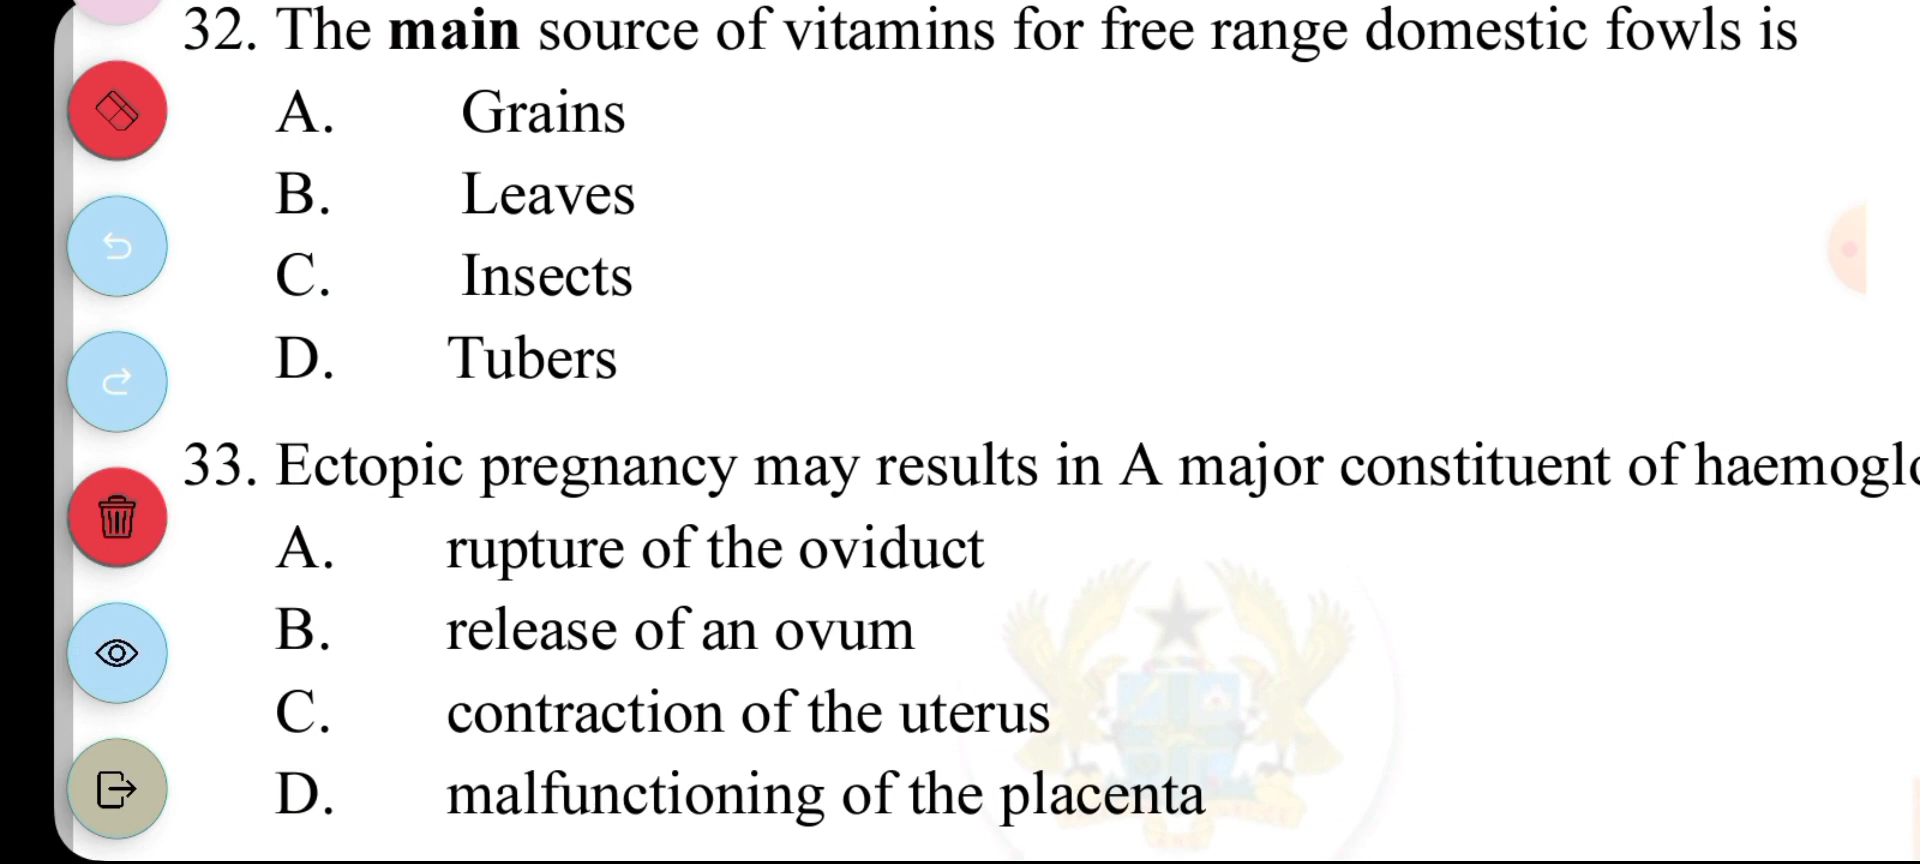 32. The main source of vitamins for free range domestic fowls is
A. Grains
B. Leaves
C. Insects
D. Tubers
33. Ectopic pregnancy may results in A major constituent of haemoglo
A. rupture of the oviduct
B. release of an ovum
C. contraction of the uterus
D. malfunctioning of the placenta